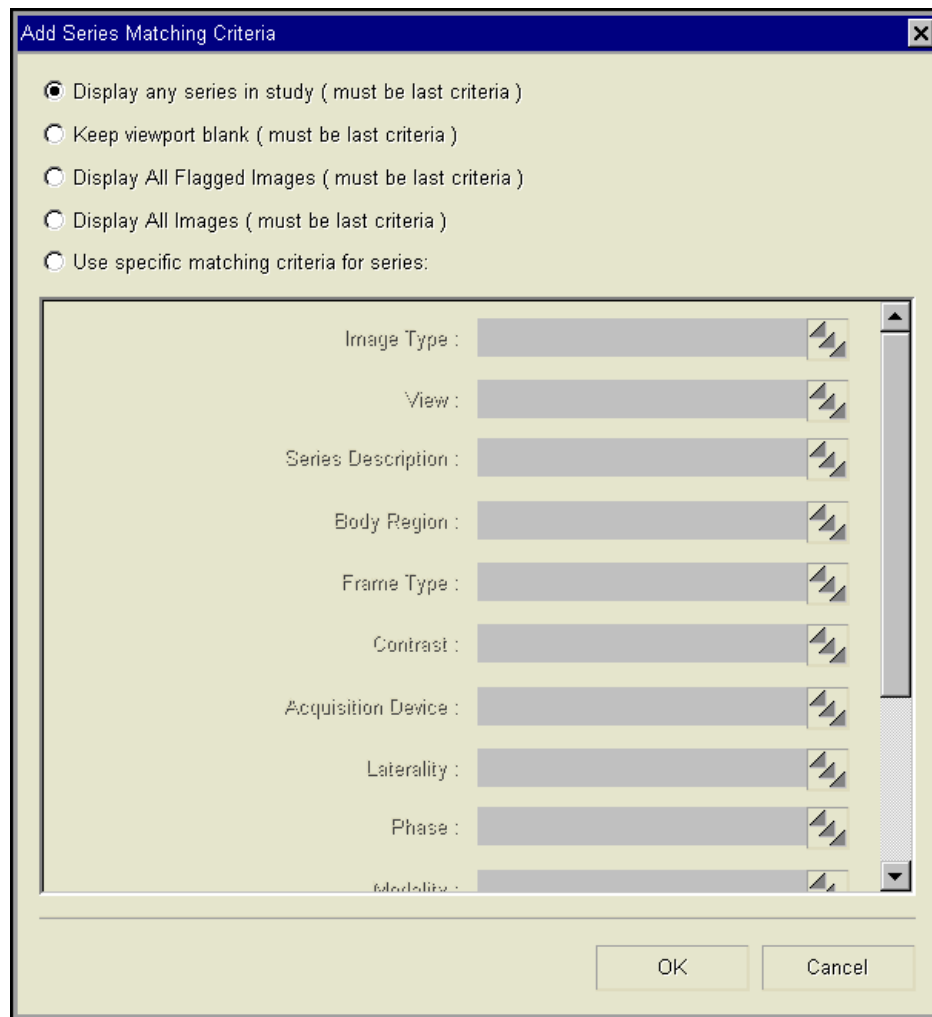 Add Series Matching Criteria
Display any series in study ( must be last criteria )
Keep viewport blank ( must be last criteria )
Display All Flagged Images ( must be last criteria )
Display All Images ( must be last criteria )
Use specific matching criteria for series:
Image Type :
View :
Series Description :
Body Region :
Frame Type :
Contrast :
Acquisition Device :
Laterality :
Phase :
Modality :
OK Cancel